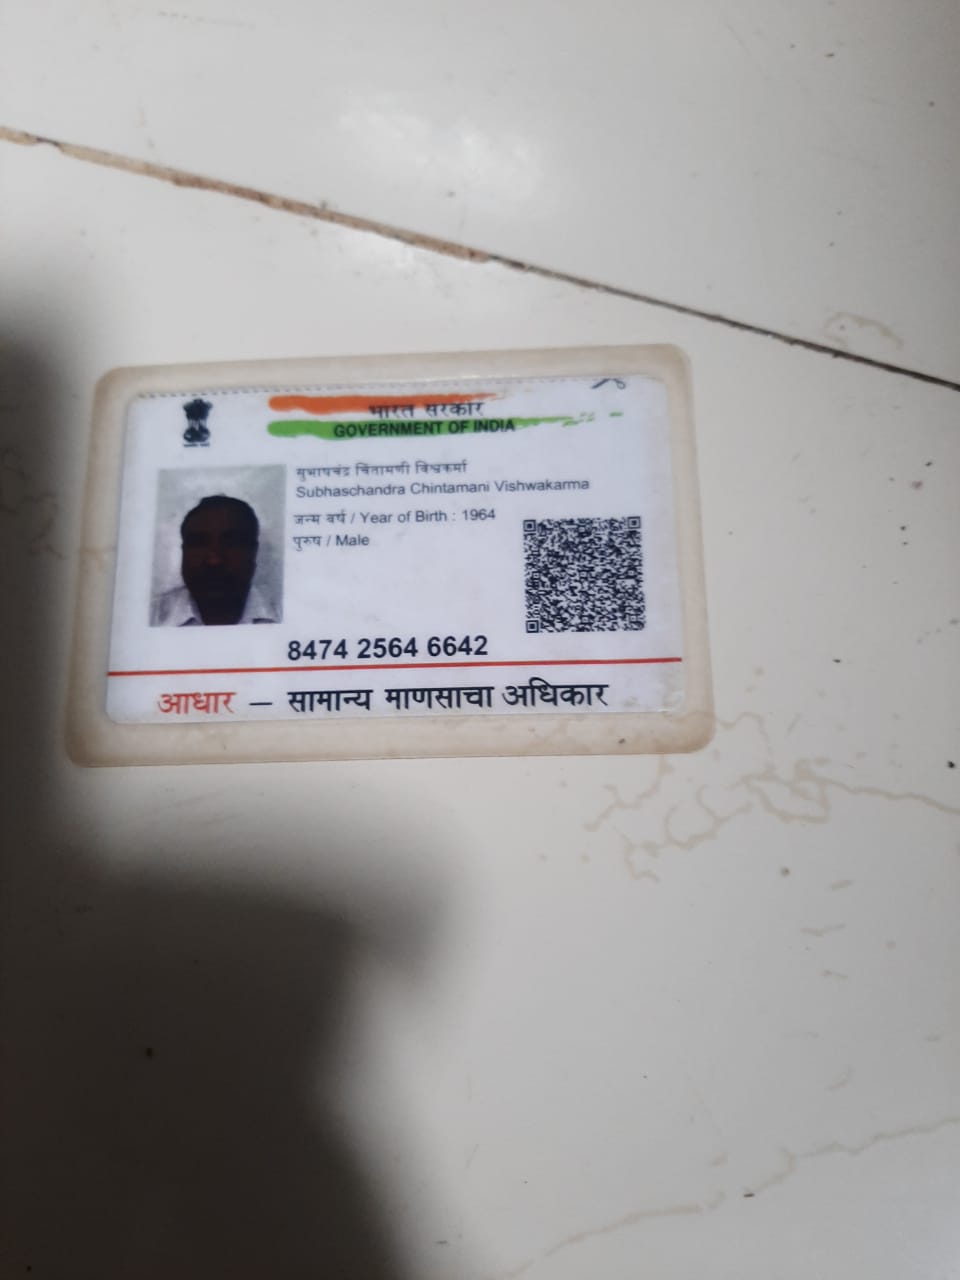 भारत सरकार
GOVERNMENT OF INDIA
सुभाषचंद्र चिंतामणी विश्वकर्मा
Subhaschandra Chintamani Vishwakarma
जन्म वर्ष / Year of Birth : 1964
पुरुष / Male
8474 2564 6642
आधार – सामान्य माणसाचा अधिकार